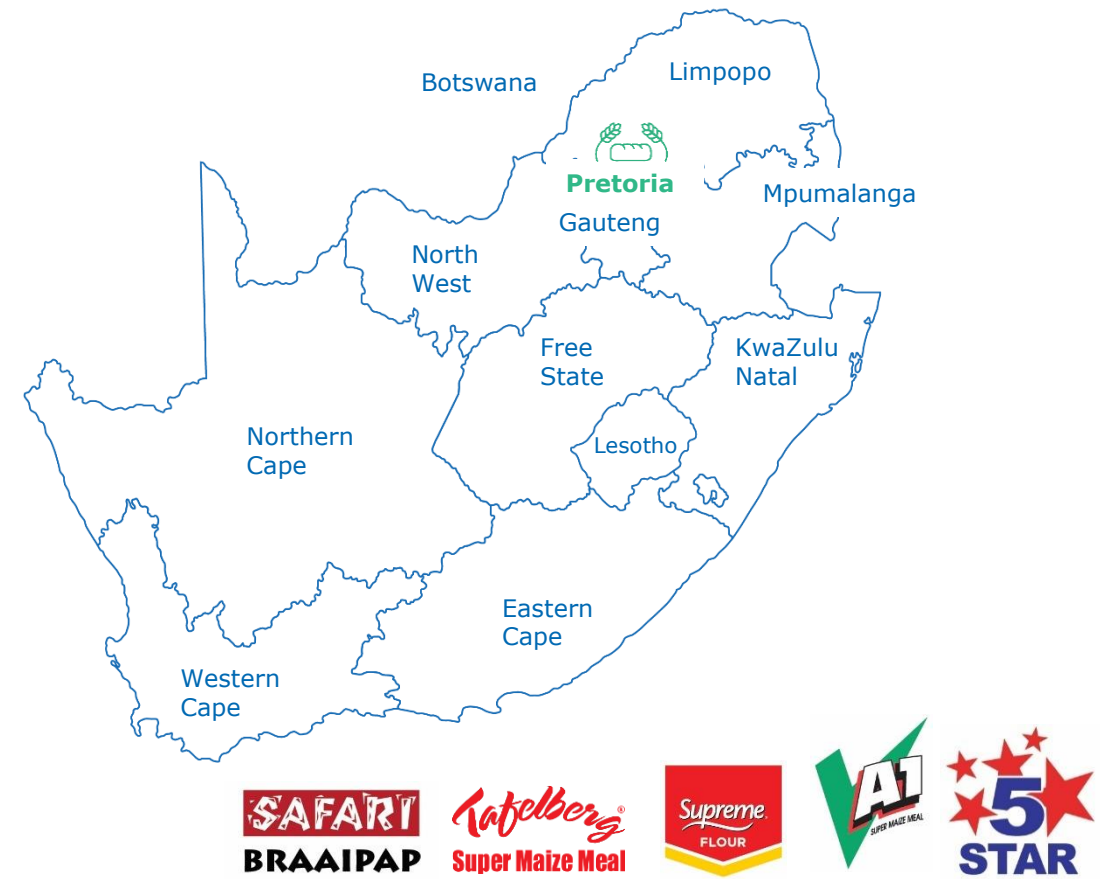 Limpopo
Botswana
Pretoria
Mpumalanga
Gauteng
North
West
Free
State
KwaZulu
Natal
Northern
Cape
Lesotho
Eastern
Cape
Western
Cape
SAFARI
BRAAIPAP
Tafelberg®
Super Maize Meal
Supreme
FLOUR
A1
SUPER MAIZE MEAL
5
STAR